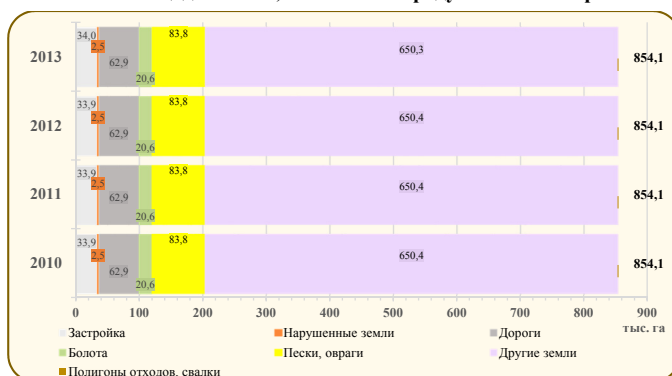 34,0 83,8
2013 2,5 650,3 854,1
62,9
20,6
33,9 83,8
2012 2,5 650,4 854,1
62,9
20,6
33,9 83,8
2011 2,5 650,4 854,1
62,9
20,6
33,9 83,8
2010 2,5 650,4 854,1
62,9
20,6
0 100 200 300 400 500 600 700 800 900
тыс. га
Застройка Нарушенные земли Дороги
Болота Пески, овраги Другие земли
Полигоны отходов, свалки